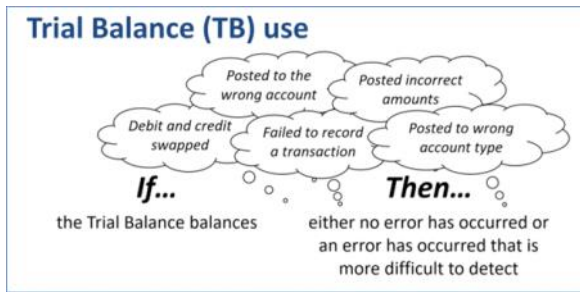 Trial Balance (TB) use
Posted to the
wrong account
Posted incorrect
amounts
Debit and credit
swapped
Failed to record
a transaction
Posted to wrong
account type
If...
the Trial Balance balances
Then...
either no error has occurred or
an error has occurred that is
more difficult to detect